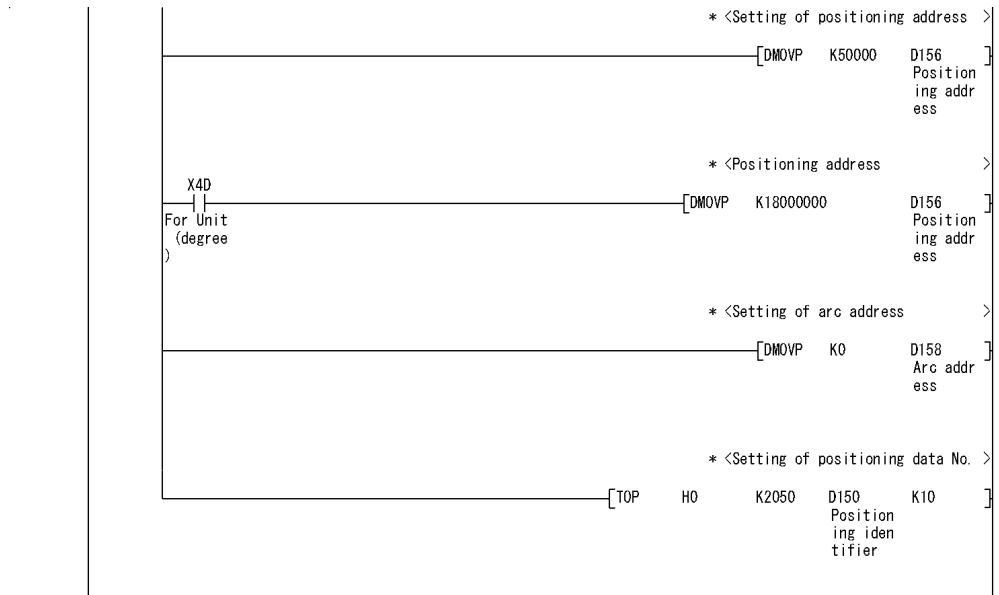 * <Setting of positioning address >
[DMOVP K50000 D156 ]
Position
ing addr
ess
* <Positioning address >
X4D
[DMOVP K18000000 D156 ]
For Unit
(degree
)
Position
ing addr
ess
* <Setting of arc address >
[DMOVP K0 D158 ]
Arc addr
ess
* <Setting of positioning data No. >
[TOP H0 K2050 D150 K10 ]
Position
ing iden
tifier